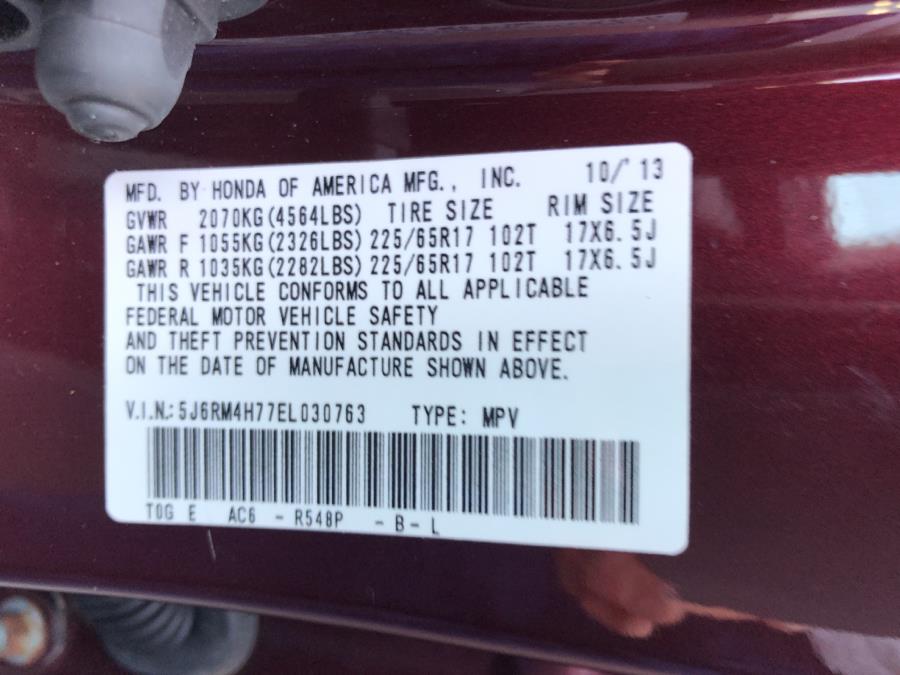 MFD. BY HONDA OF AMERICA MFG., INC. 10/'13
GVWR 2070KG(4564LBS) TIRE SIZE RIM SIZE
GAWR F 1055KG(2326LBS) 225/65R17 102T 17X6.5J
GAWR R 1035KG(2282LBS) 225/65R17 102T 17X6.5J
THIS VEHICLE CONFORMS TO ALL APPLICABLE
FEDERAL MOTOR VEHICLE SAFETY
AND THEFT PREVENTION STANDARDS IN EFFECT
ON THE DATE OF MANUFACTURE SHOWN ABOVE.
V.I.N.: 5J6RM4H77EL030763 TYPE: MPV
T0G E AC6 - R548P - B - L